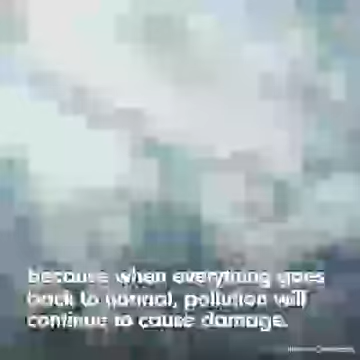 because when everything goes
back to normal, pollution will
continue to cause damage.